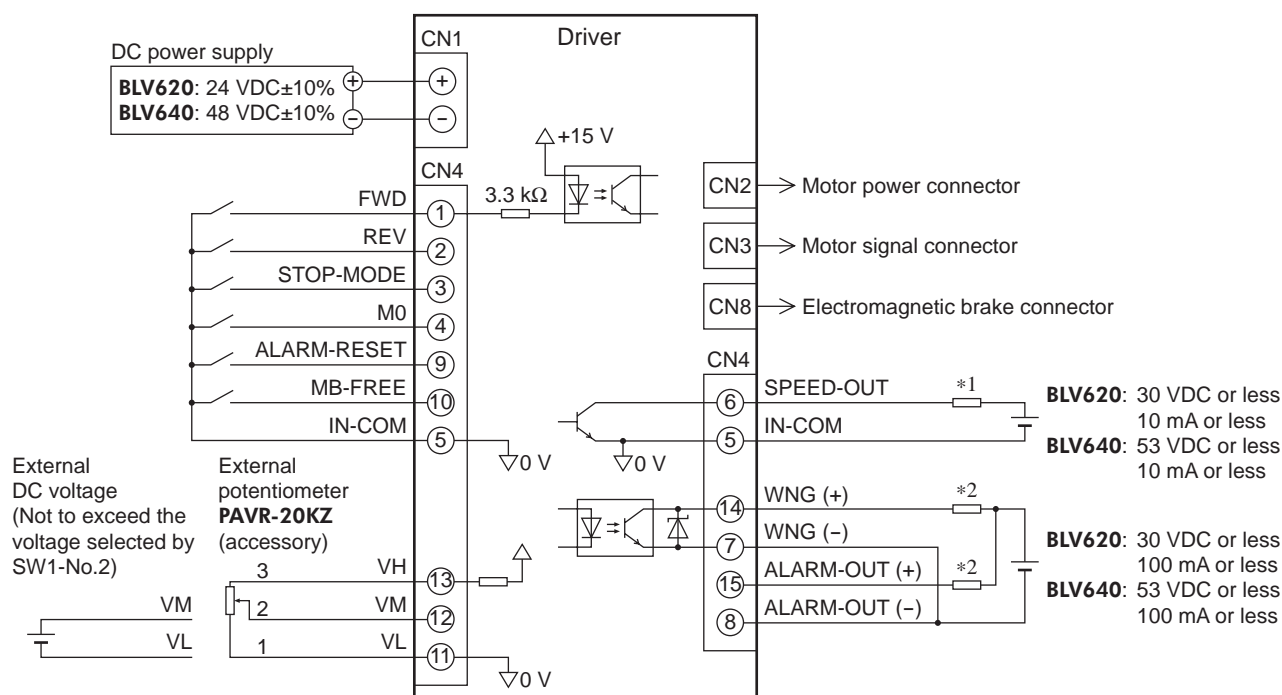 Driver
DC power supply
BLV620: 24 VDC±10%
BLV640: 48 VDC±10%
+
−
CN1
+
−
+15 V
CN4
3.3 kΩ
FWD
1
REV
2
STOP-MODE
3
M0
4
ALARM-RESET
9
MB-FREE
10
IN-COM
5
0 V
CN2
Motor power connector
CN3
Motor signal connector
CN8
Electromagnetic brake connector
CN4
6
SPEED-OUT
*1
5
IN-COM
0 V
BLV620: 30 VDC or less
10 mA or less
BLV640: 53 VDC or less
10 mA or less
14
WNG (+)
*2
7
WNG (−)
15
ALARM-OUT (+)
*2
8
ALARM-OUT (−)
BLV620: 30 VDC or less
100 mA or less
BLV640: 53 VDC or less
100 mA or less
External
DC voltage
(Not to exceed the
voltage selected by
SW1-No.2)
External
potentiometer
PAVR-20KZ
(accessory)
3
VH
13
VM
2
VM
12
VL
1
VL
11
0 V